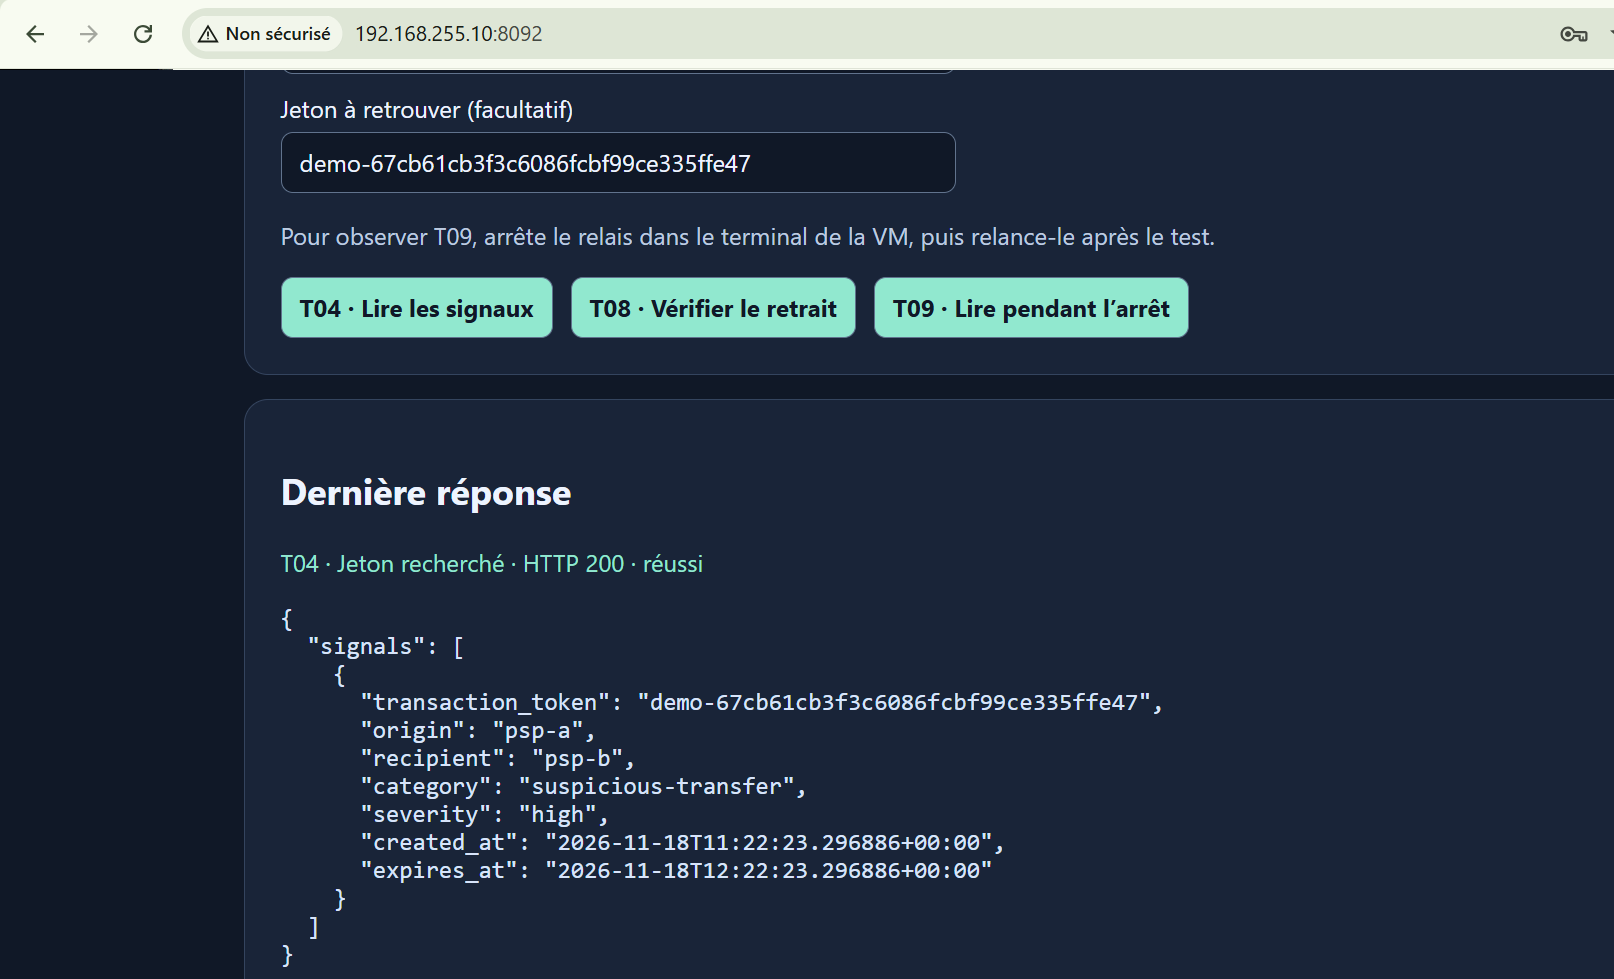 Non sécurisé 192.168.255.10:8092
Jeton à retrouver (facultatif)
demo-67cb61cb3f3c6086fcbf99ce335ffe47
Pour observer T09, arrête le relais dans le terminal de la VM, puis relance-le après le test.
T04 · Lire les signaux T08 · Vérifier le retrait T09 · Lire pendant l’arrêt
Dernière réponse
T04 · Jeton recherché · HTTP 200 · réussi
{
"signals": [
{
"transaction_token": "demo-67cb61cb3f3c6086fcbf99ce335ffe47",
"origin": "psp-a",
"recipient": "psp-b",
"category": "suspicious-transfer",
"severity": "high",
"created_at": "2026-11-18T11:22:23.296886+00:00",
"expires_at": "2026-11-18T12:22:23.296886+00:00"
}
]
}